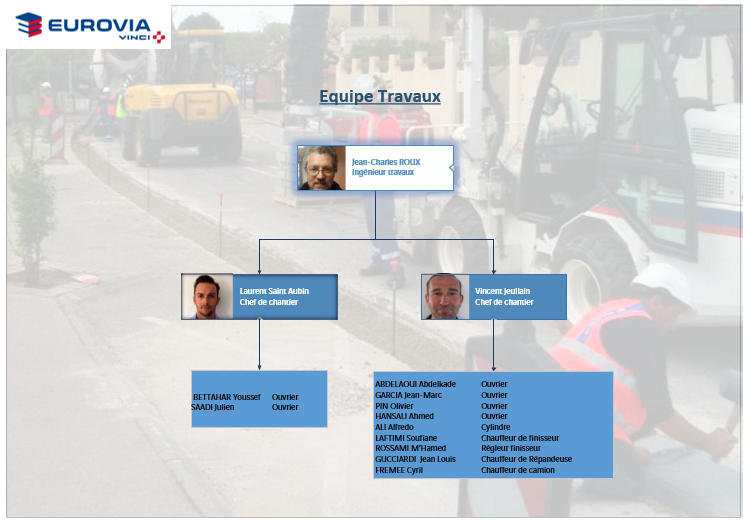 EUROVIA
VINCI
Equipe Travaux
Jean-Charles ROUX
Ingénieur travaux
Laurent Saint Aubin
Chef de chantier
Vincent Jeullain
Chef de chantier
BETTAHAR Youssef Ouvrier
SAADI Julien Ouvrier
ABDELAOUI Abdelkade Ouvrier
GARCIA Jean-Marc Ouvrier
PIN Olivier Ouvrier
HANSALI Ahmed Ouvrier
ALI Alfredo Cylindre
LAFTIMI Soufiane Chauffeur de finisseur
ROSSAMI M'Hamed Régleur finisseur
GUCCIARDI Jean Louis Chauffeur de Répandeuse
FREMEE Cyril Chauffeur de camion